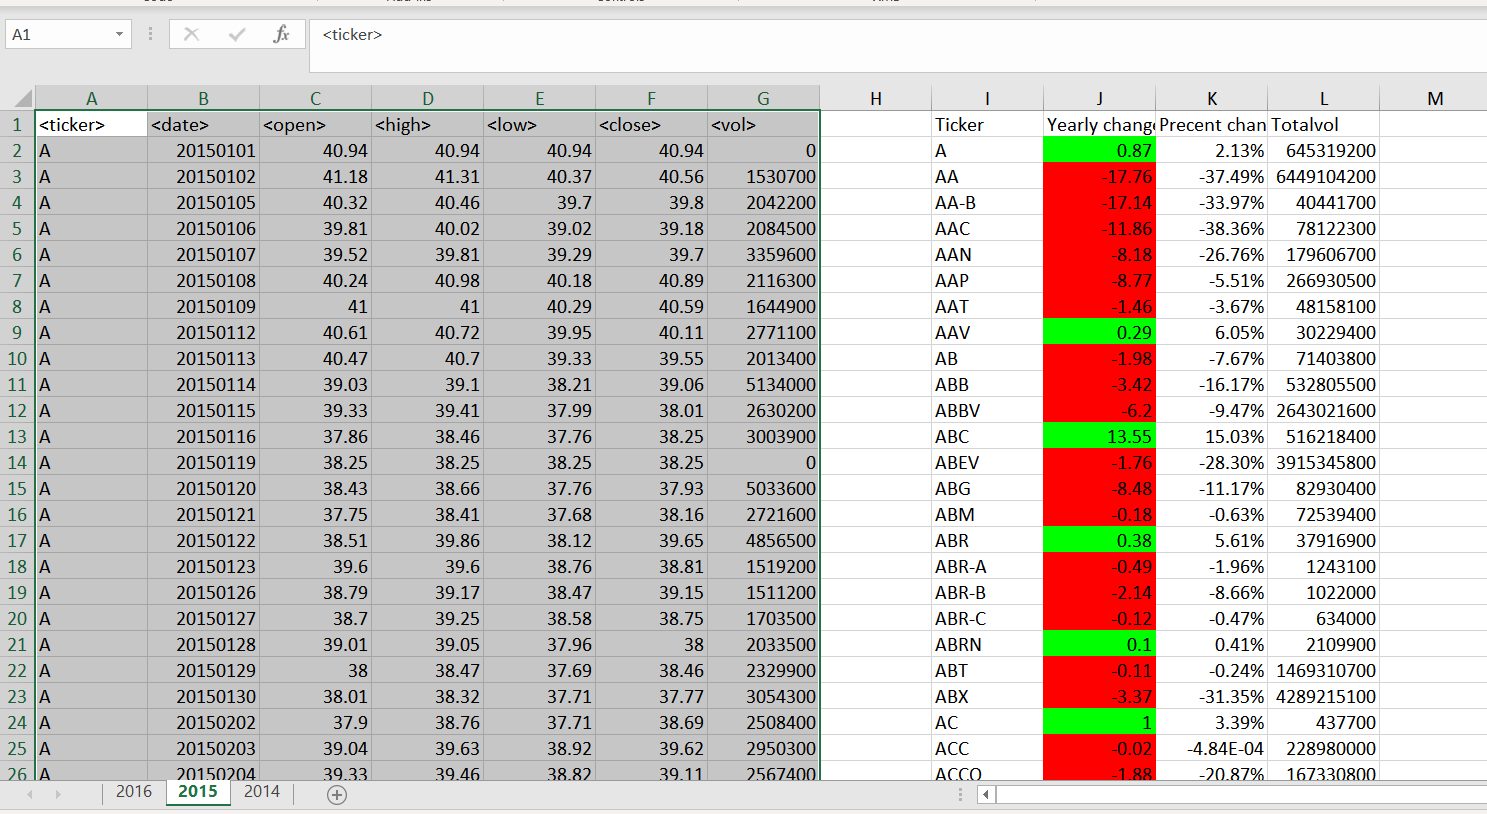 A1 fx <ticker>
A B C D E F G H I J K L M
1 <ticker> <date> <open> <high> <low> <close> <vol> Ticker Yearly change Precent chan Totalvol
2 A 20150101 40.94 40.94 40.94 40.94 0 A 0.87 2.13% 645319200
3 A 20150102 41.18 41.31 40.37 40.56 1530700 AA -17.76 -37.49% 6449104200
4 A 20150105 40.32 40.46 39.7 39.8 2042200 AA-B -17.14 -33.97% 40441700
5 A 20150106 39.81 40.02 39.02 39.18 2084500 AAC -11.86 -38.36% 78122300
6 A 20150107 39.52 39.81 39.29 39.7 3359600 AAN -8.18 -26.76% 179606700
7 A 20150108 40.24 40.98 40.18 40.89 2116300 AAP -8.77 -5.51% 266930500
8 A 20150109 41 41 40.29 40.59 1644900 AAT -1.46 -3.67% 48158100
9 A 20150112 40.61 40.72 39.95 40.11 2771100 AAV 0.29 6.05% 30229400
10 A 20150113 40.47 40.7 39.33 39.55 2013400 AB -1.98 -7.67% 71403800
11 A 20150114 39.03 39.1 38.21 39.06 5134000 ABB -3.42 -16.17% 532805500
12 A 20150115 39.33 39.41 37.99 38.01 2630200 ABBV -6.2 -9.47% 2643021600
13 A 20150116 37.86 38.46 37.76 38.25 3003900 ABC 13.55 15.03% 516218400
14 A 20150119 38.25 38.25 38.25 38.25 0 ABEV -1.76 -28.30% 3915345800
15 A 20150120 38.43 38.66 37.76 37.93 5033600 ABG -8.48 -11.17% 82930400
16 A 20150121 37.75 38.41 37.68 38.16 2721600 ABM -0.18 -0.63% 72539400
17 A 20150122 38.51 39.86 38.12 39.65 4856500 ABR 0.38 5.61% 37916900
18 A 20150123 39.6 39.6 38.76 38.81 1519200 ABR-A -0.49 -1.96% 1243100
19 A 20150126 38.79 39.17 38.47 39.15 1511200 ABR-B -2.14 -8.66% 1022000
20 A 20150127 38.7 39.25 38.58 38.75 1703500 ABR-C -0.12 -0.47% 634000
21 A 20150128 39.01 39.05 37.96 38 2033500 ABRN 0.1 0.41% 2109900
22 A 20150129 38 38.47 37.69 38.46 2329900 ABT -0.11 -0.24% 1469310700
23 A 20150130 38.01 38.32 37.71 37.77 3054300 ABX -3.37 -31.35% 4289215100
24 A 20150202 37.9 38.76 37.71 38.69 2508400 AC 1 3.39% 437700
25 A 20150203 39.04 39.63 38.92 39.62 2950300 ACC -0.02 -4.84E-04 228980000
26 A 20150204 39.33 39.46 38.82 39.11 2567400 ACCO -1.88 -20.87% 167330800
2016 2015 2014